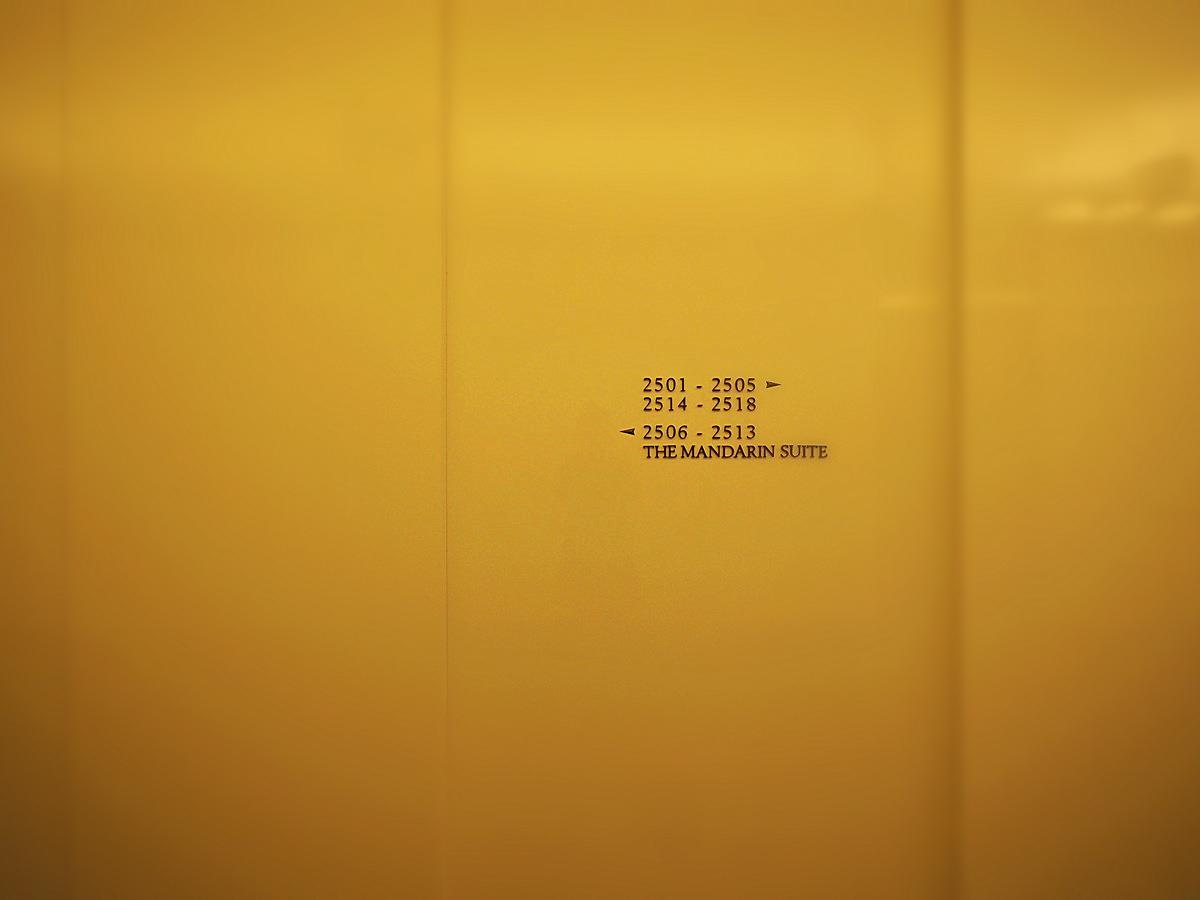 2501 - 2505 ►
2514 - 2518
◄ 2506 - 2513
THE MANDARIN SUITE